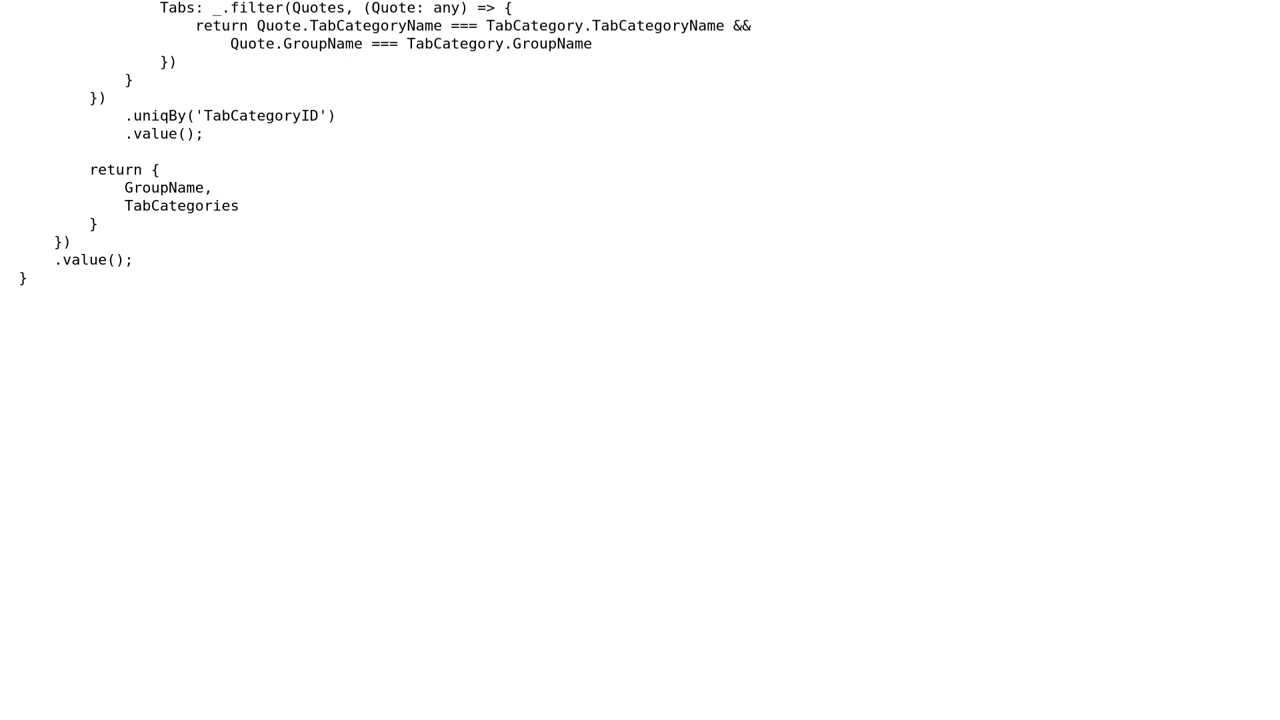 Tabs: _.filter(Quotes, (Quote: any) => {
return Quote.TabCategoryName === TabCategory.TabCategoryName &&
Quote.GroupName === TabCategory.GroupName
})
}
})
.uniqBy('TabCategoryID')
.value();
return {
GroupName,
TabCategories
}
})
.value();
}